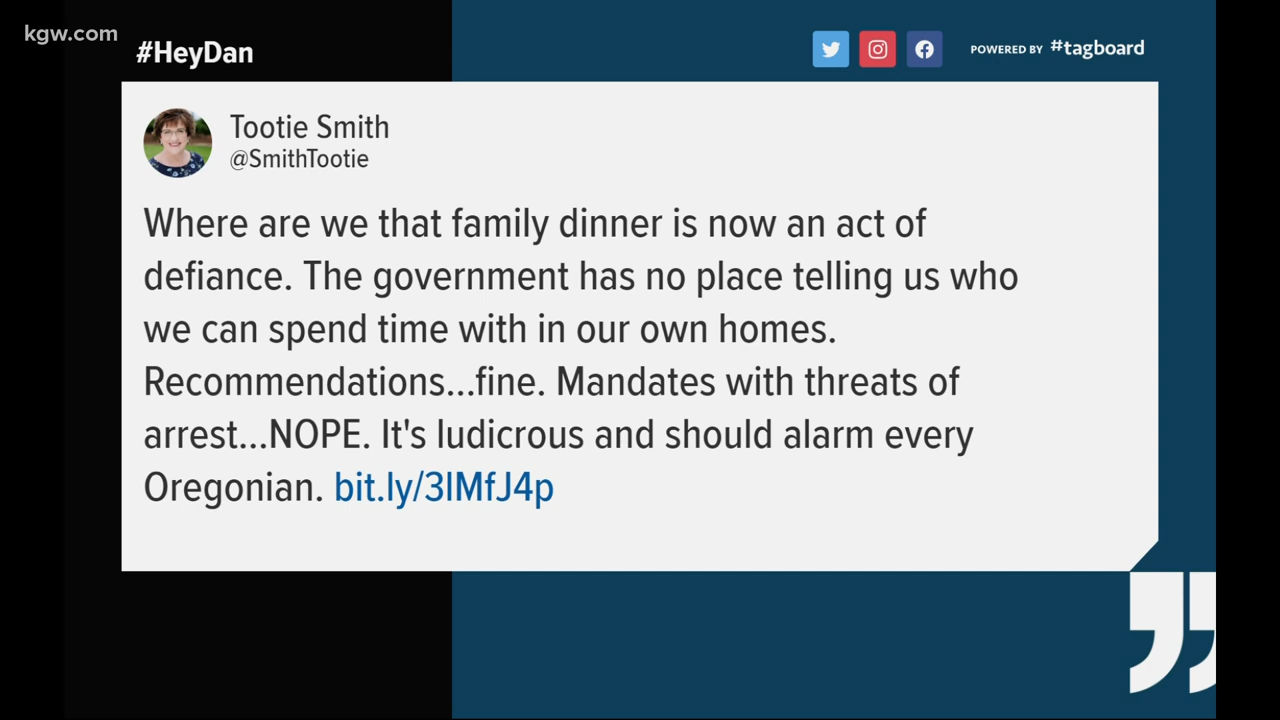 kgw.com
#HeyDan
POWERED BY #tagboard
Tootie Smith
@SmithTootie
Where are we that family dinner is now an act of
defiance. The government has no place telling us who
we can spend time with in our own homes.
Recommendations...fine. Mandates with threats of
arrest...NOPE. It's ludicrous and should alarm every
Oregonian. bit.ly/3lMfJ4p